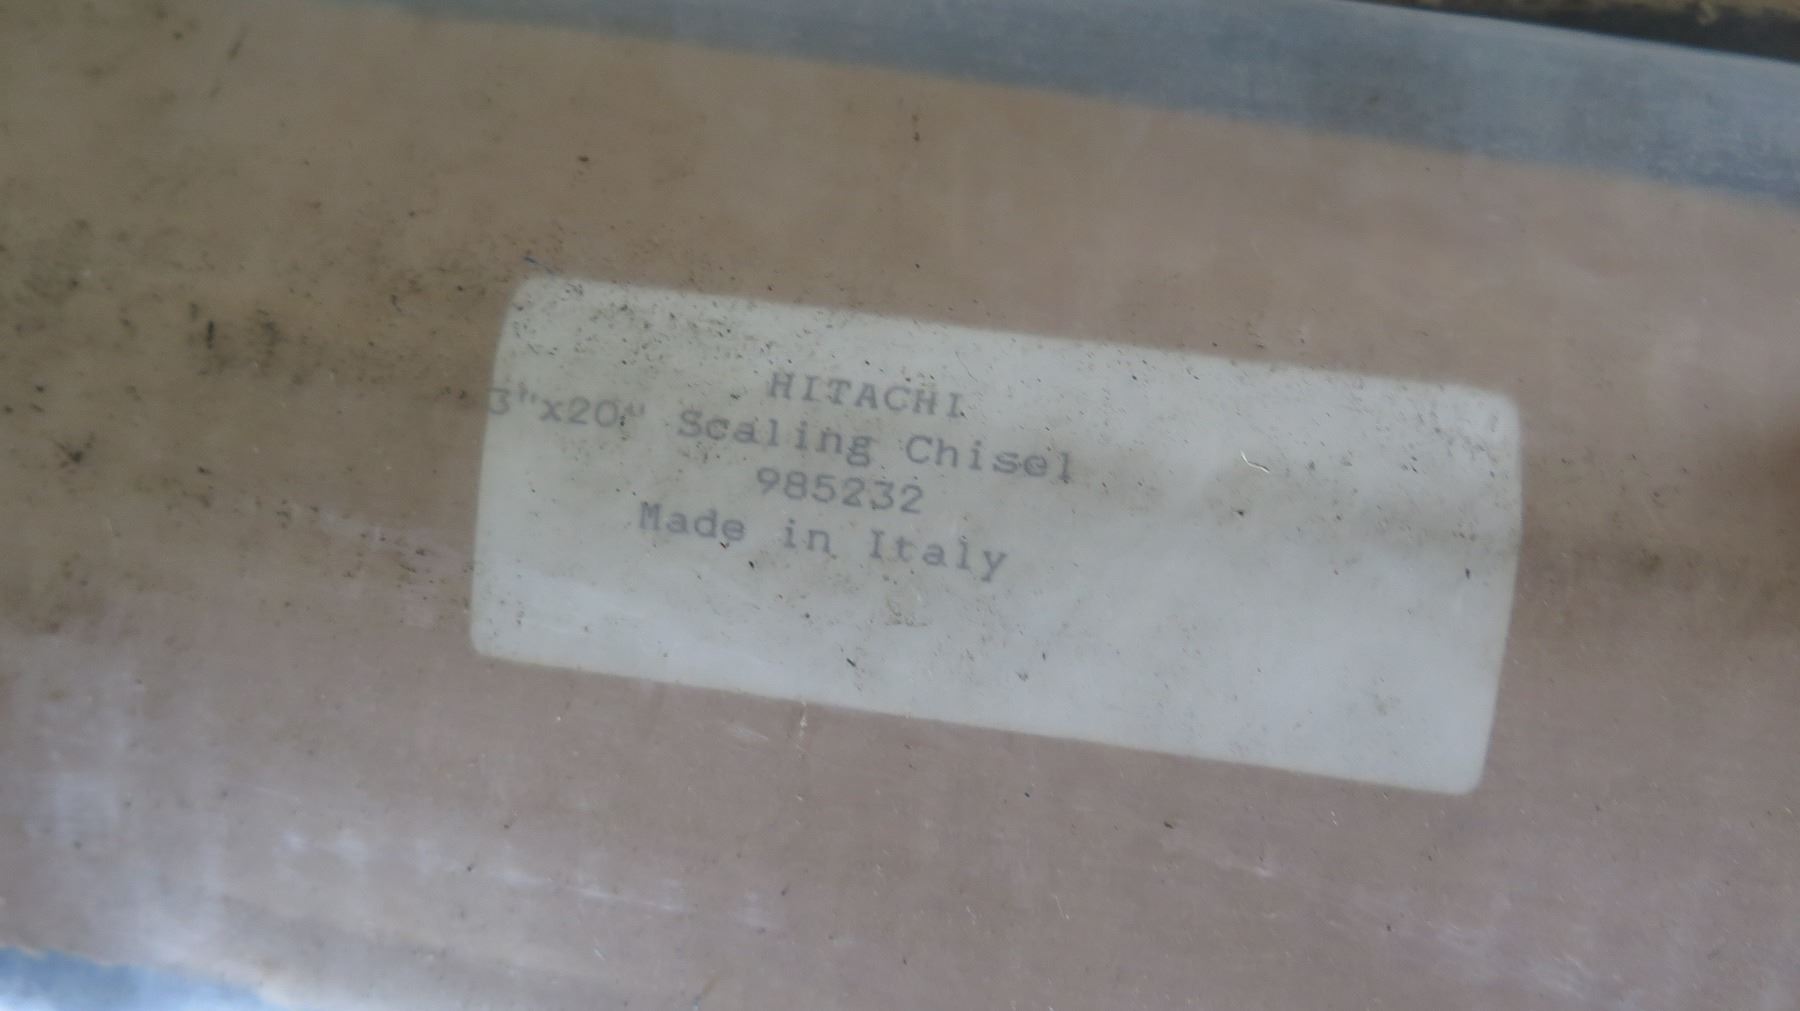 HITACHI
3"x20" Scaling Chisel
985232
Made in Italy